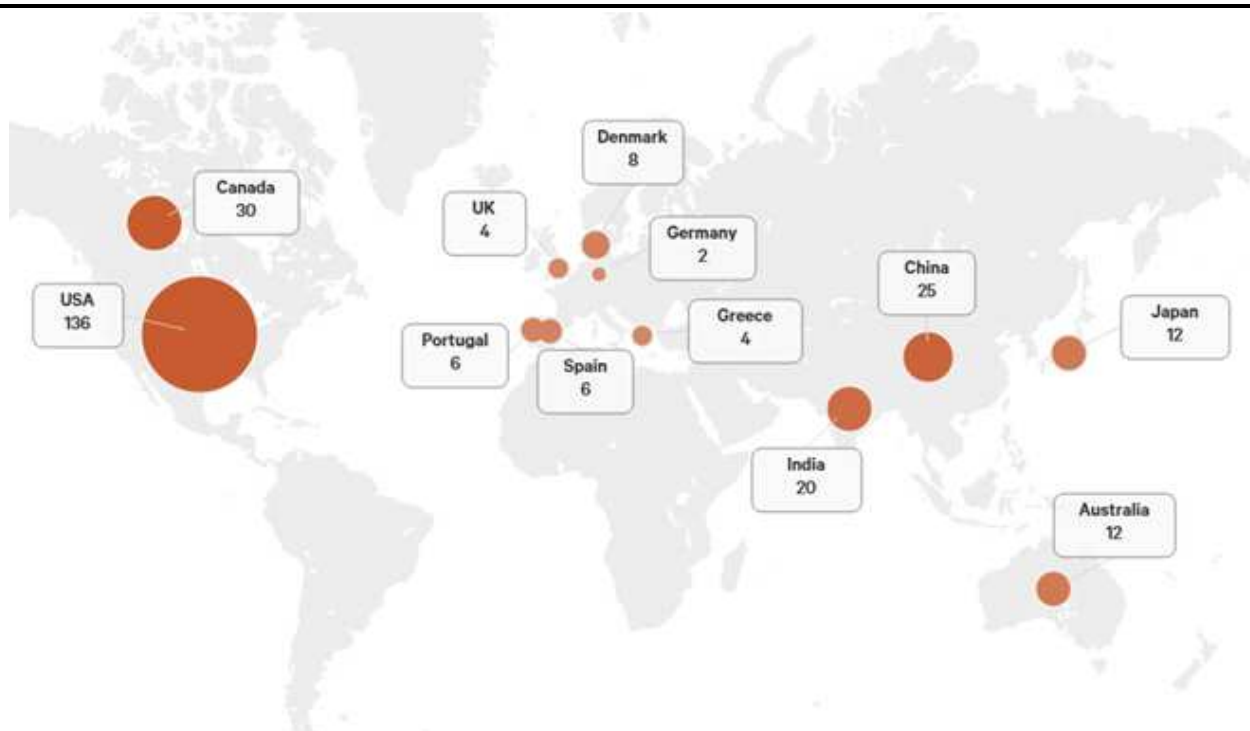 Denmark
8
Canada
30
UK
4
Germany
2
China
25
USA
136
Greece
4
Japan
12
Portugal
6
Spain
6
India
20
Australia
12